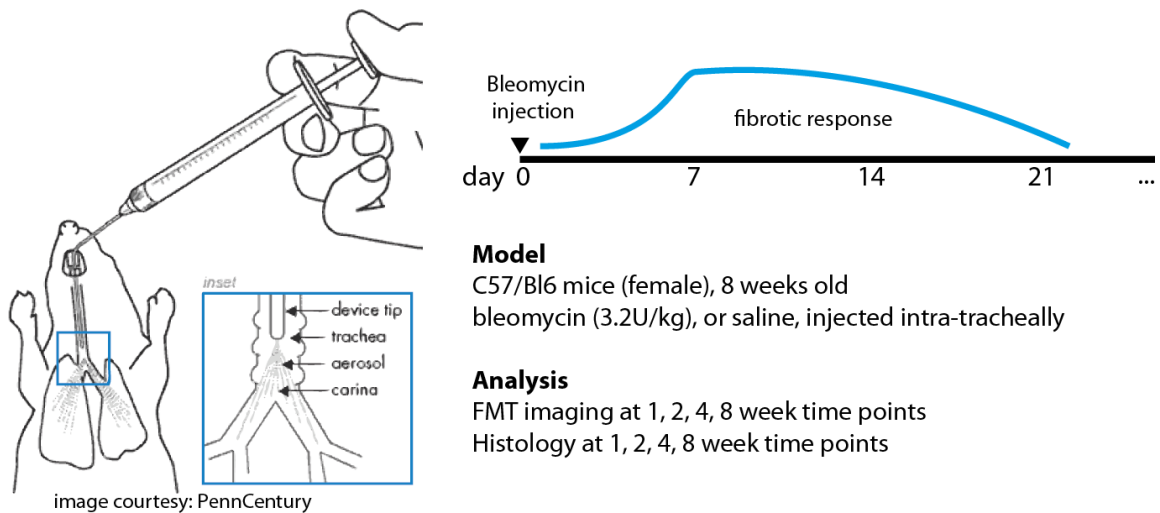 Bleomycin
injection
fibrotic response
day 0 7 14 21 ...
inset
device tip
trachea
aerosol
carina
image courtesy: PennCentury
Model
C57/Bl6 mice (female), 8 weeks old
bleomycin (3.2U/kg), or saline, injected intra-tracheally
Analysis
FMT imaging at 1, 2, 4, 8 week time points
Histology at 1, 2, 4, 8 week time points